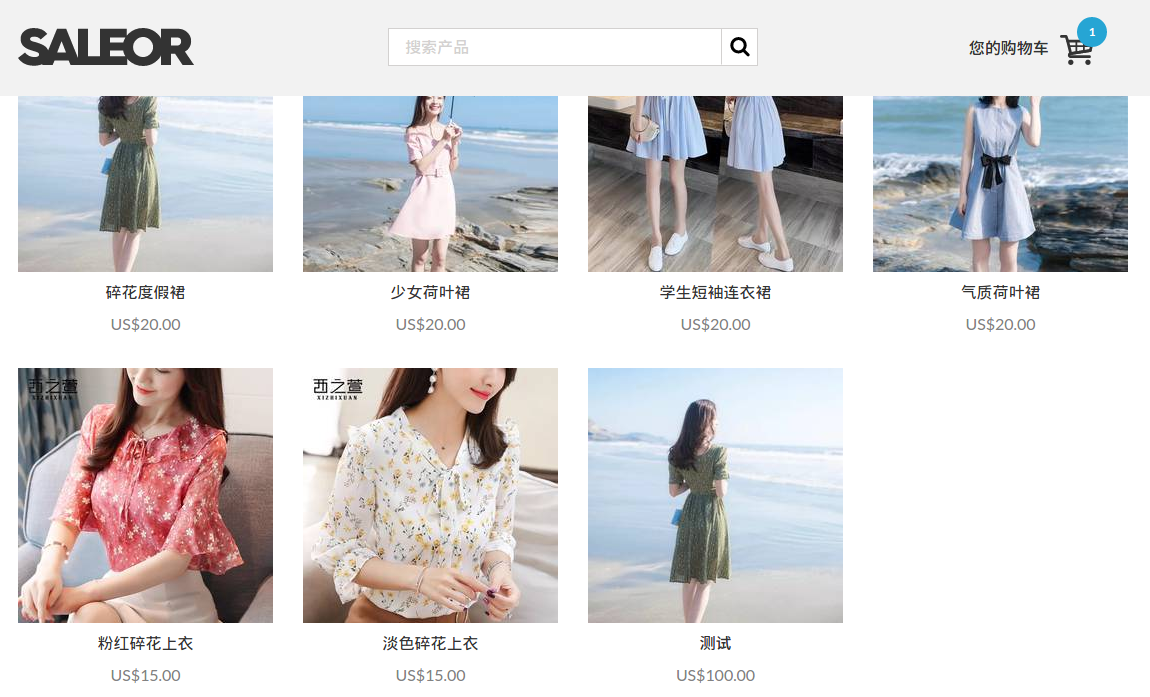 SALEOR
搜索产品
您的购物车
1
碎花度假裙
少女荷叶裙
学生短袖连衣裙
气质荷叶裙
US$20.00
US$20.00
US$20.00
US$20.00
西之萱
XIZHIXUAN
西之萱
XIZHIXUAN
粉红碎花上衣
淡色碎花上衣
测试
US$15.00
US$15.00
US$100.00